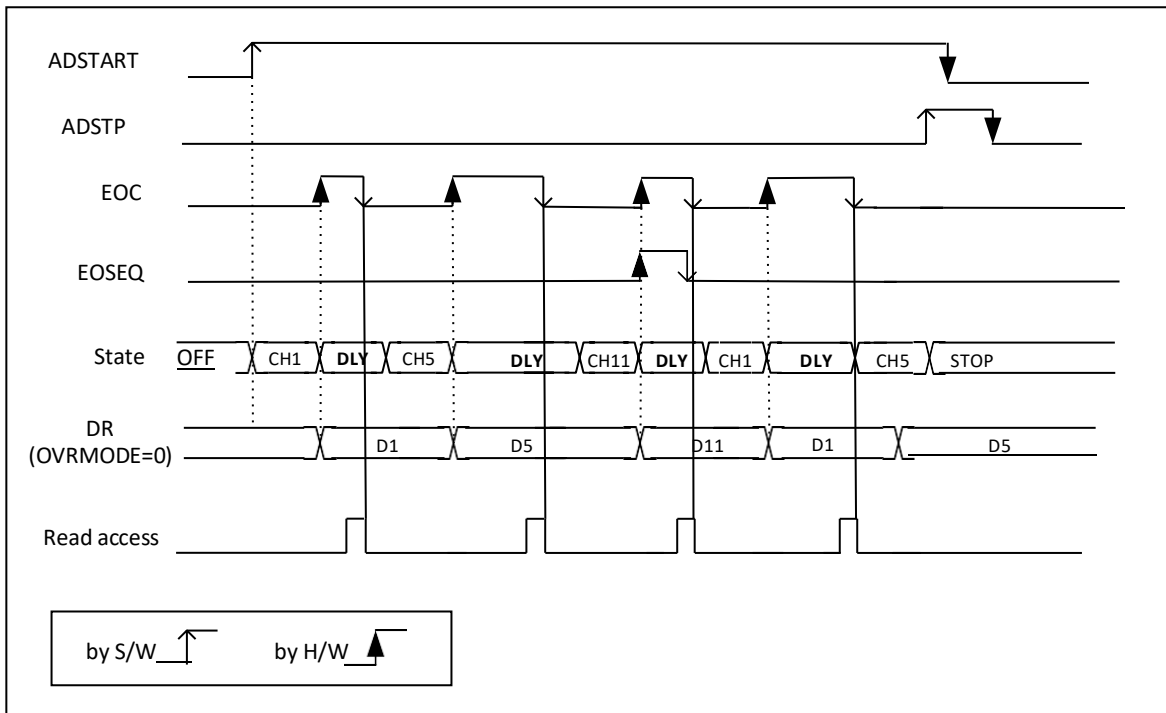 ADSTART
ADSTP
EOC
EOSEQ
State OFF CH1 DLY CH5 DLY CH11 DLY CH1 DLY CH5 STOP
DR
(OVRMODE=0) D1 D5 D11 D1 D5
Read access
by S/W by H/W